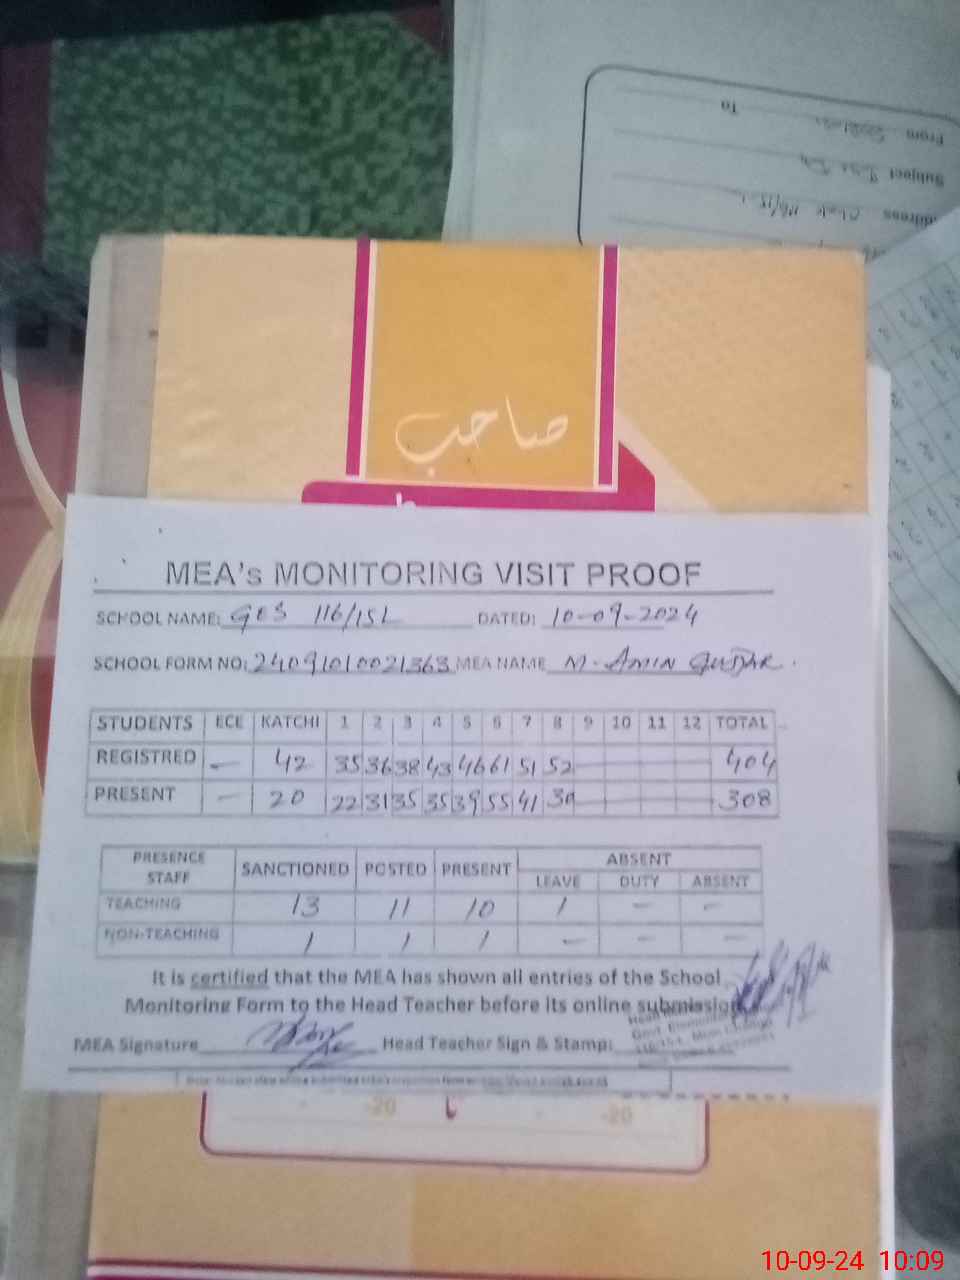 To
From
Subject
صاحب
MEA's MONITORING VISIT PROOF
SCHOOL NAME: GES 116/15L DATED: 10-09-2024
SCHOOL FORM NO: 24091010021363 MEA NAME M. AMIN GUJJAR.
STUDENTS ECE KATCHI 1 2 3 4 5 6 7 8 9 10 11 12 TOTAL
REGISTRED — 42 35 36 38 43 46 61 51 52 404
PRESENT — 20 22 31 35 35 39 55 41 30 308
PRESENCE STAFF SANCTIONED POSTED PRESENT ABSENT
LEAVE DUTY ABSENT
TEACHING 13 11 10 1 — —
NON-TEACHING 1 1 1 — — —
It is certified that the MEA has shown all entries of the School
Monitoring Form to the Head Teacher before its online submission
MEA Signature Head Teacher Sign & Stamp:
-20 -20
10-09-24 10:09